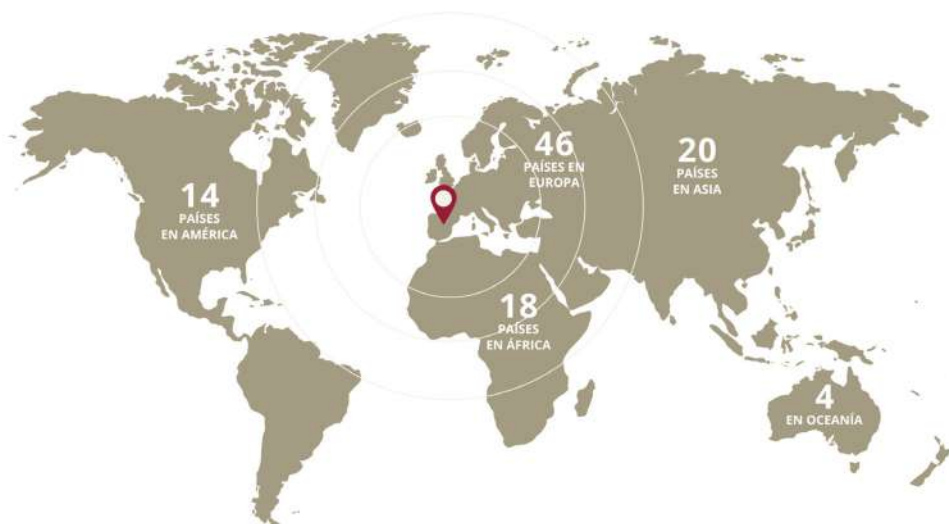 46
PAÍSES EN
EUROPA
20
PAÍSES
EN ASIA
14
PAÍSES
EN AMÉRICA
18
PAÍSES
EN ÁFRICA
4
EN OCEANÍA